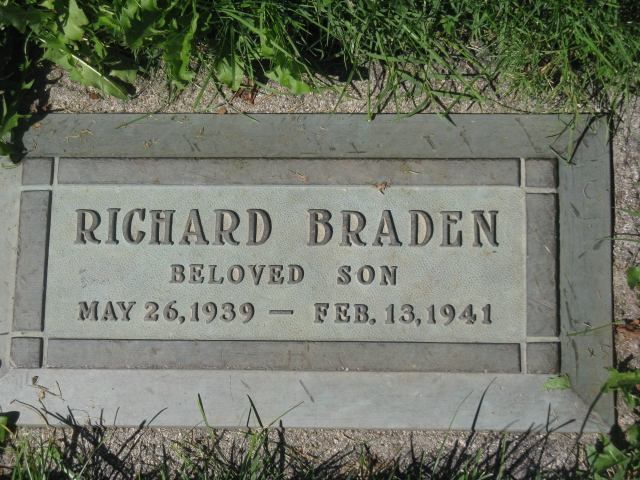 RICHARD BRADEN
BELOVED SON
MAY 26, 1939 — FEB. 13, 1941